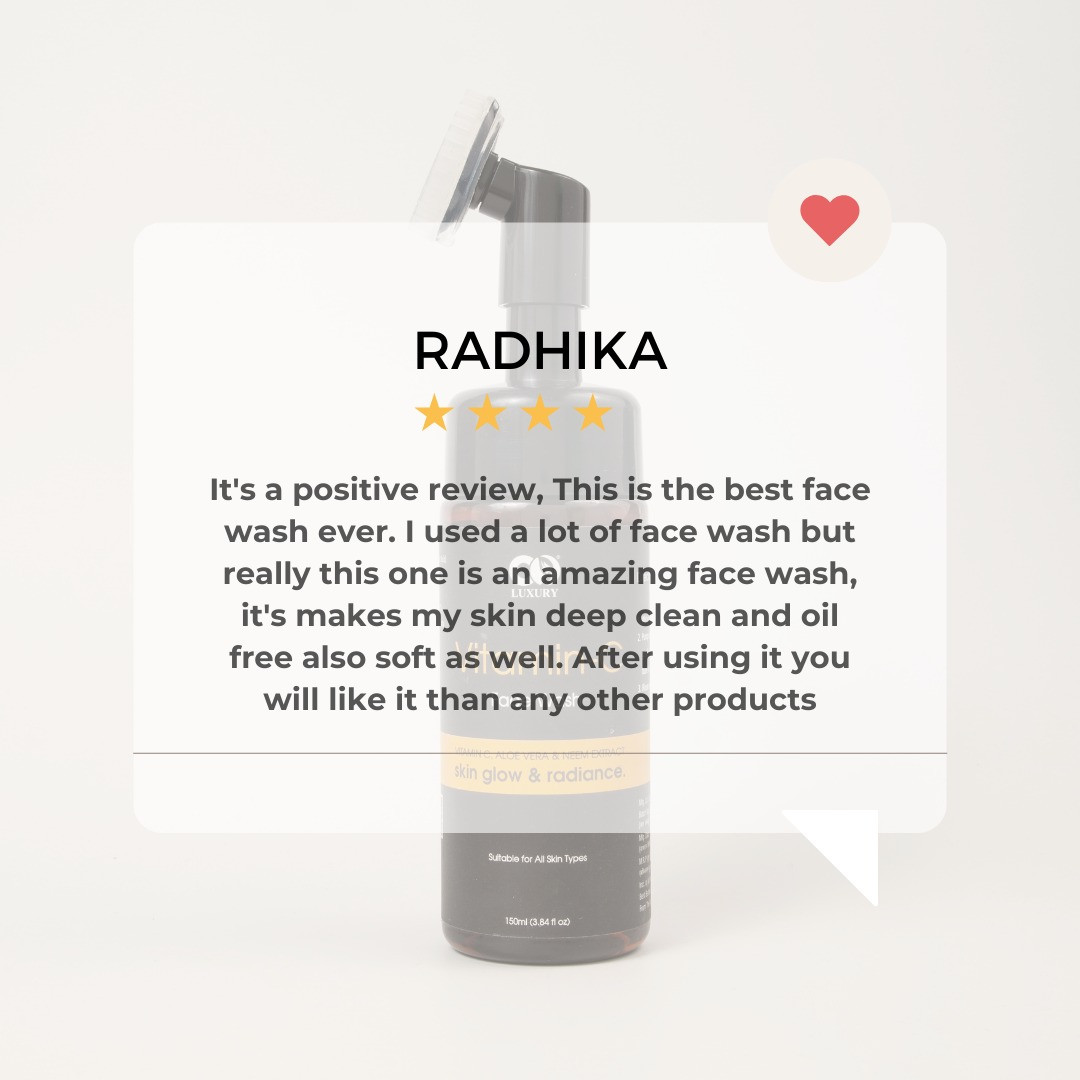 RADHIKA
It's a positive review, This is the best face
wash ever. I used a lot of face wash but
really this one is an amazing face wash,
it's makes my skin deep clean and oil
free also soft as well. After using it you
will like it than any other products
LUXURY
Vitamin-C
face wash
VITAMIN C, ALOE VERA & NEEM EXTRACT
skin glow & radiance.
Suitable for All Skin Types
150ml (3.84 fl oz)